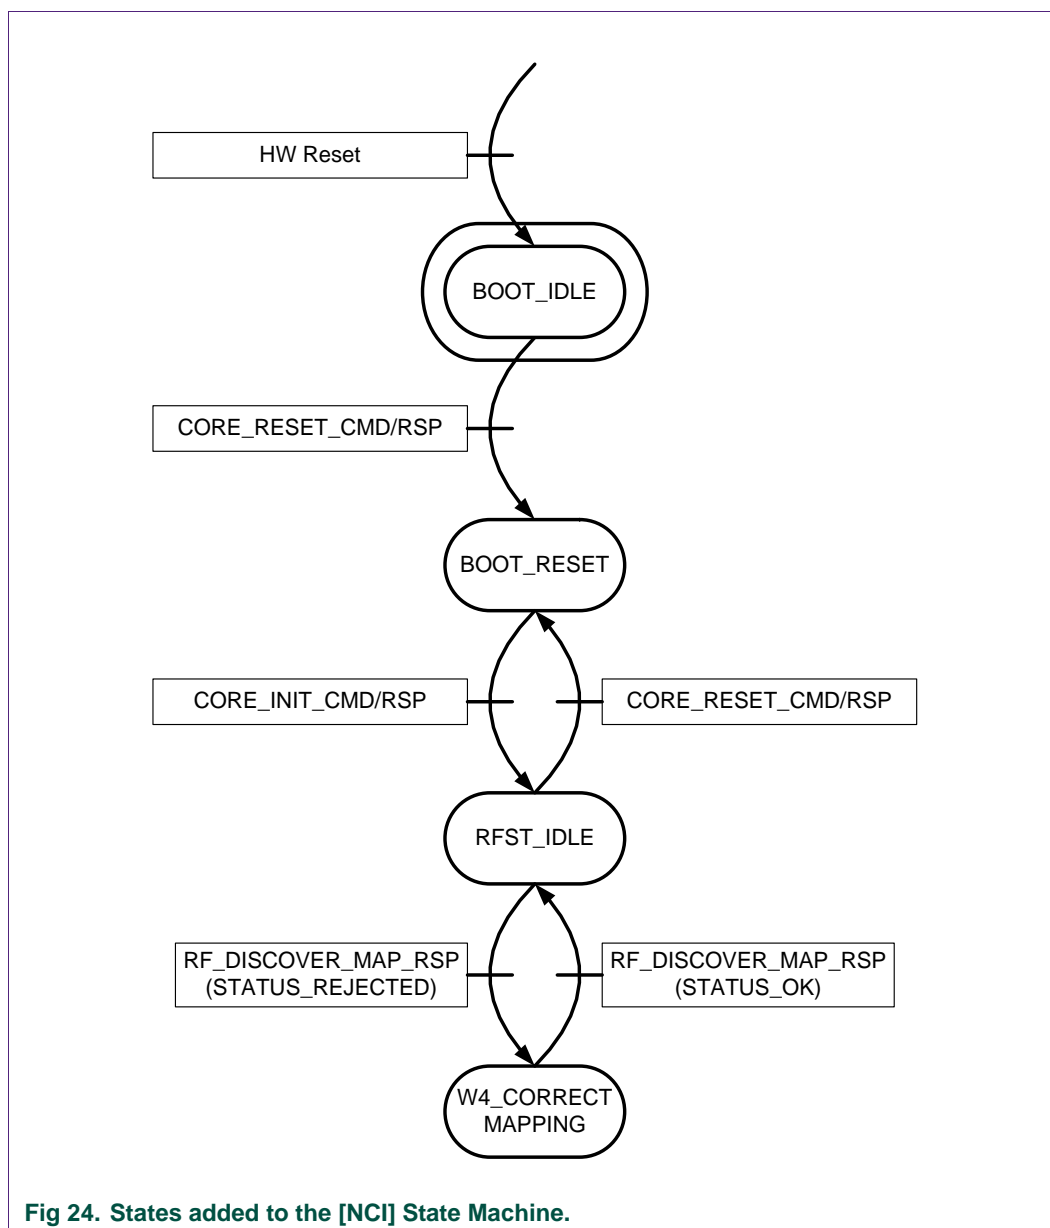 HW Reset
BOOT_IDLE
CORE_RESET_CMD/RSP
BOOT_RESET
CORE_INIT_CMD/RSP
CORE_RESET_CMD/RSP
RFST_IDLE
RF_DISCOVER_MAP_RSP
(STATUS_REJECTED)
RF_DISCOVER_MAP_RSP
(STATUS_OK)
W4_CORRECT
MAPPING
Fig 24. States added to the [NCI] State Machine.